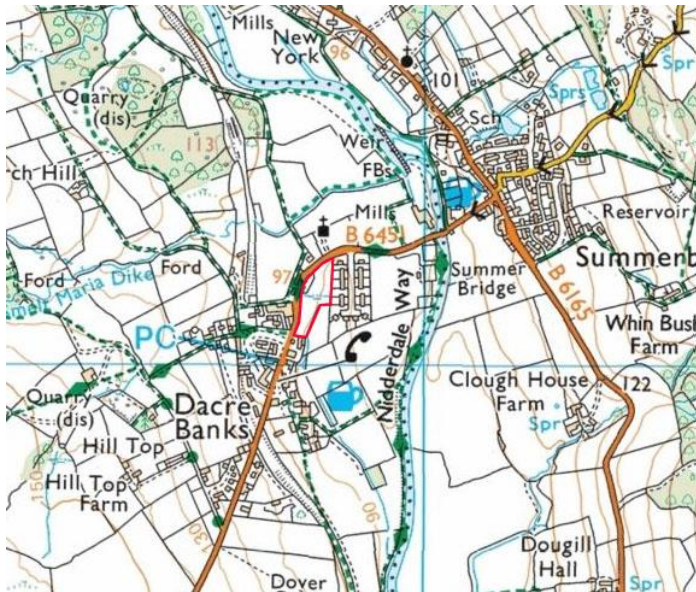 Mills
New
York
96
101
Spr
Sprs
Quarry
(dis)
Sch
Weir
FBs
113
ch Hill
Reservoir
Mills
B 6451
Ford
Ford
97
Summer
Bridge
Summerb
Maria Dike
B 6165
Nidderdale Way
Whin Bus
Farm
PC
122
Clough House
Farm
Spr
Quarry
(dis)
Dacre
Banks
Hill Top
Hill Top
Farm
150
130
90
Dougill
Hall
Dover
Spr